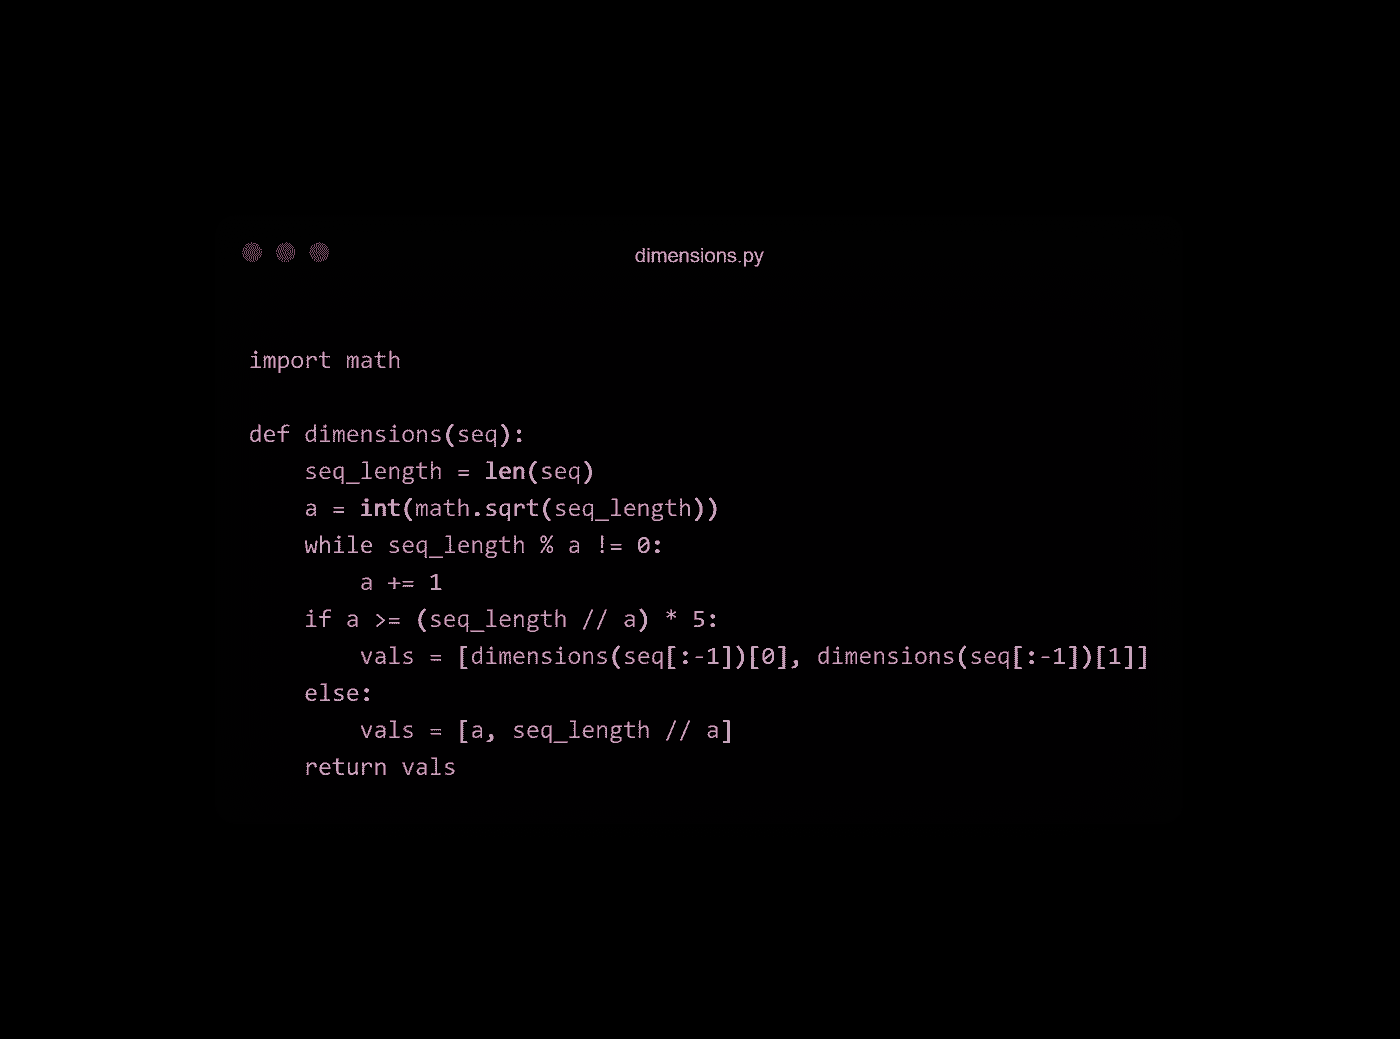 dimensions.py
import math
def dimensions(seq):
    seq_length = len(seq)
    a = int(math.sqrt(seq_length))
    while seq_length % a != 0:
        a += 1
    if a >= (seq_length // a) * 5:
        vals = [dimensions(seq[:-1])[0], dimensions(seq[:-1])[1]]
    else:
        vals = [a, seq_length // a]
    return vals